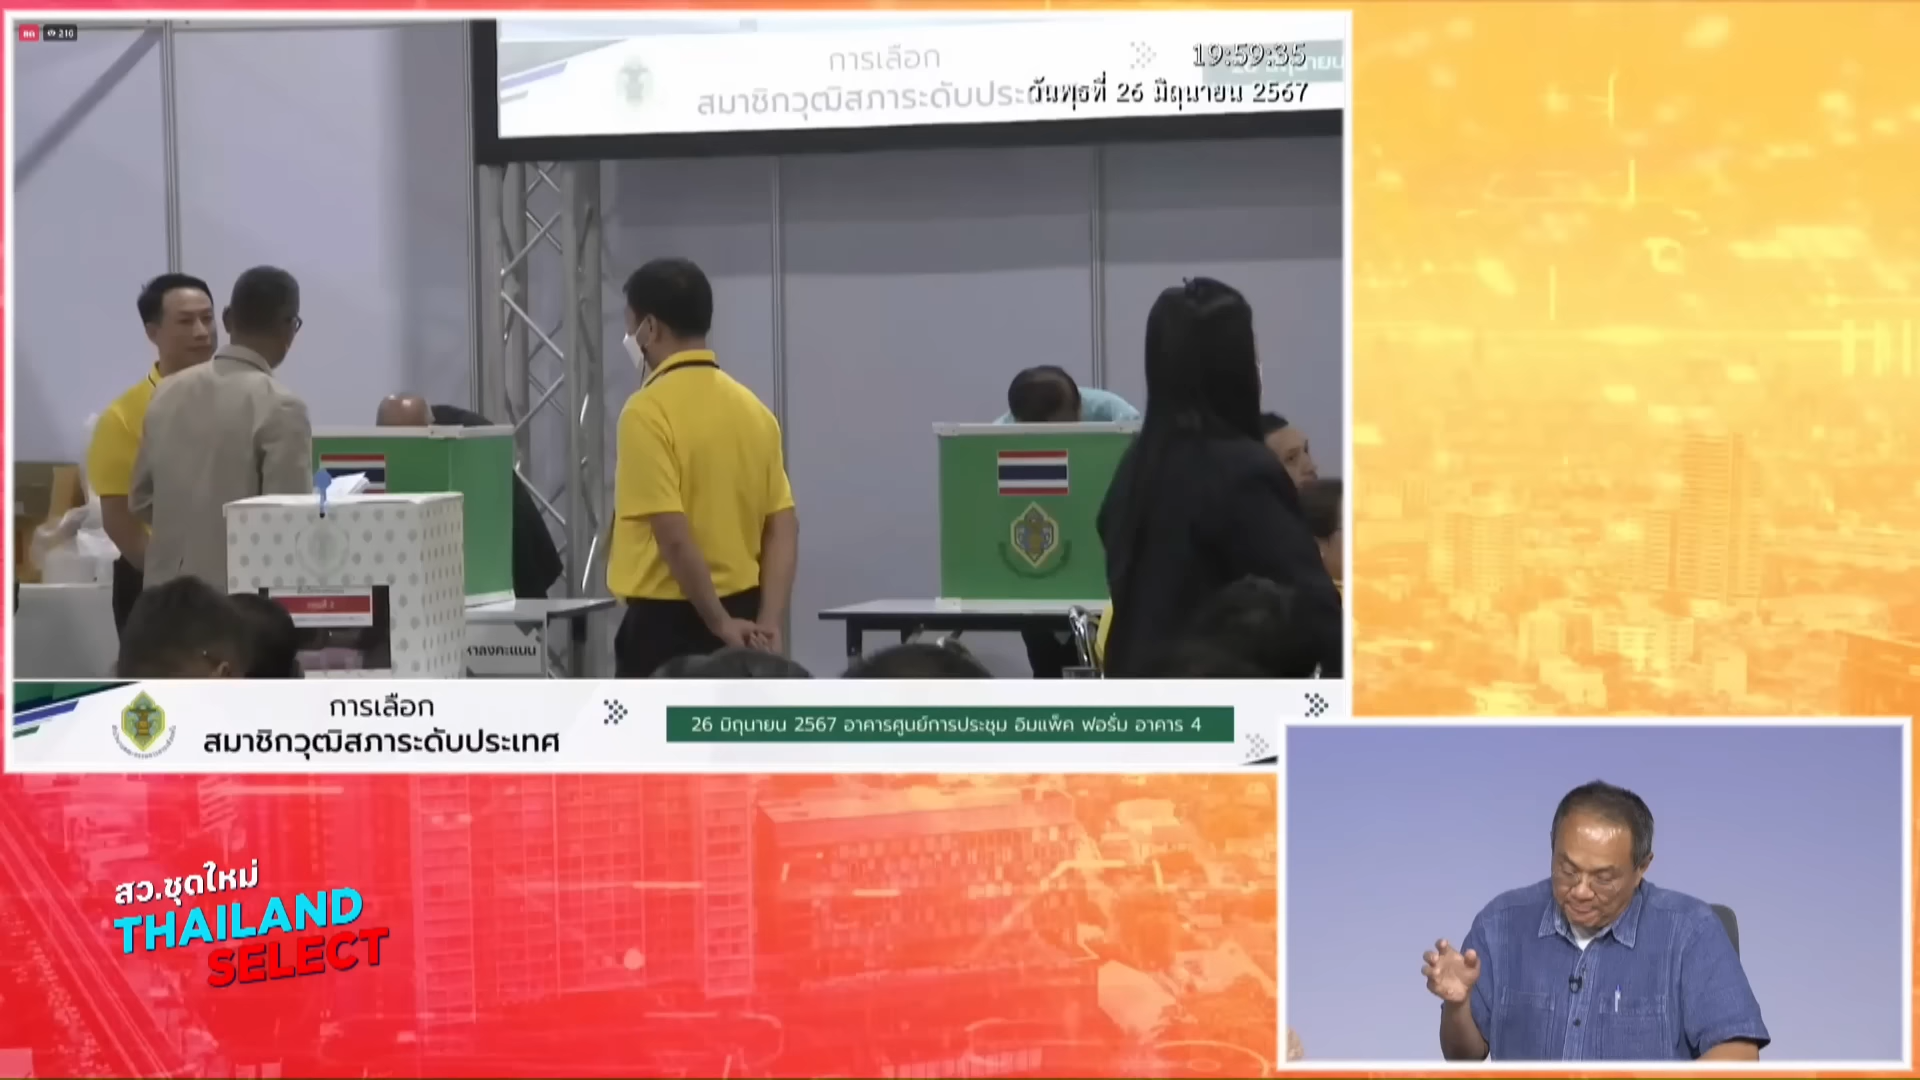 สด 210
การเลือก
สมาชิกวุฒิสภาระดับประ
19:59:35
วันพุธที่ 26 มิถุนายน 2567
หาลงคะแนน
การเลือก
สมาชิกวุฒิสภาระดับประเทศ
26 มิถุนายน 2567 อาคารศูนย์การประชุม อิมแพ็ค ฟอรั่ม อาคาร 4
สว.ชุดใหม่
THAILAND
SELECT